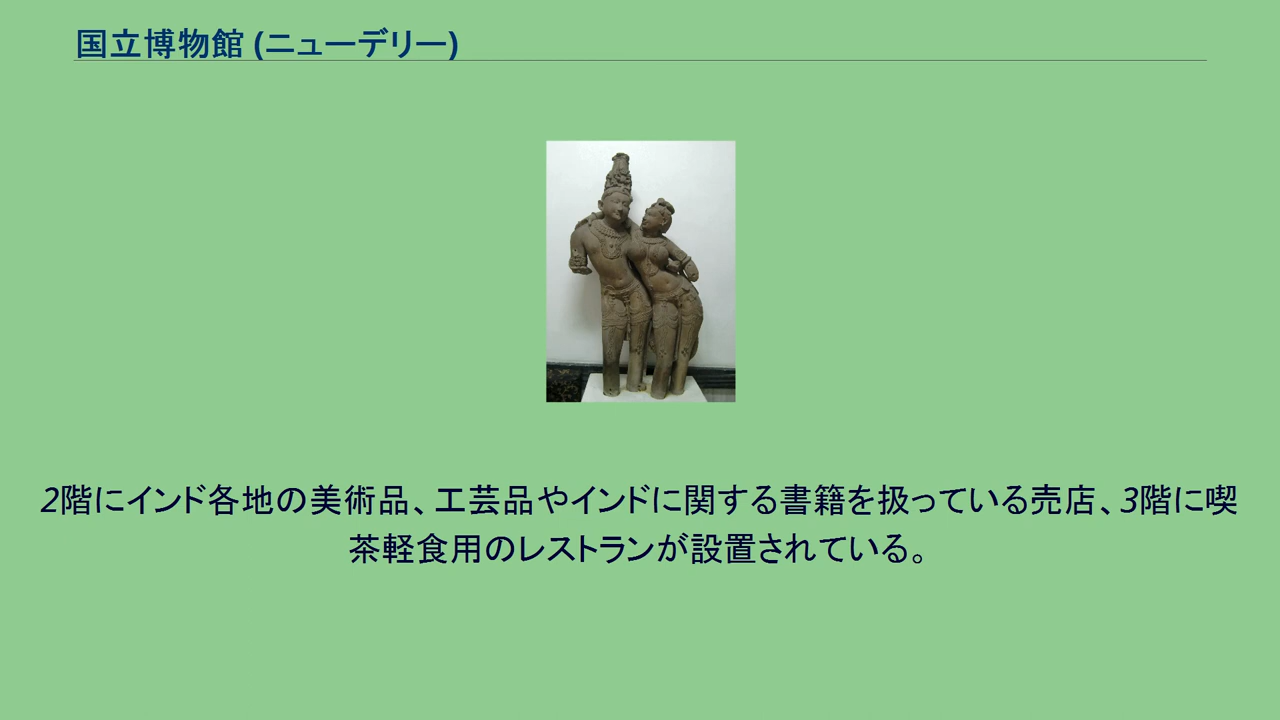 国立博物館 (ニューデリー)
2階にインド各地の美術品、工芸品やインドに関する書籍を扱っている売店、3階に喫
茶軽食用のレストランが設置されている。